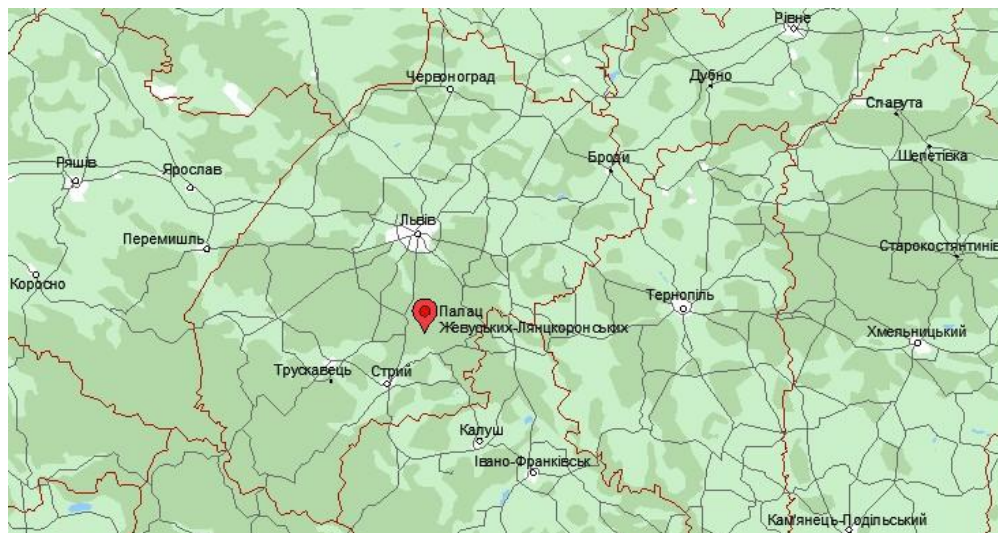 Рівне
Червоноград
Дубно
Славута
Шепетівка
Броди
Ряшів
Ярослав
Львів
Перемишль
Старокостянтинів
Коросно
Тернопіль
Палац
Жевуських-Лянцкоронських
Хмельницький
Трускавець
Стрий
Калуш
Івано-Франківськ
Кам'янець-Подільський